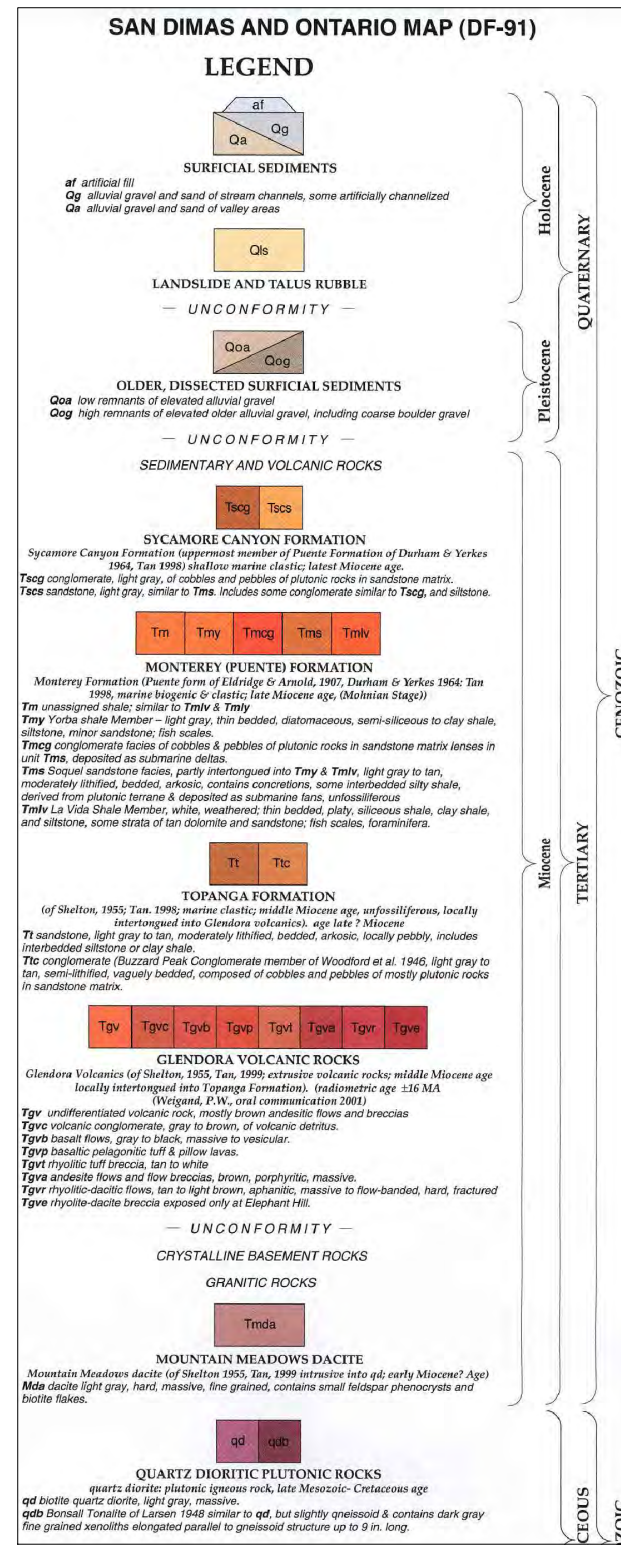 SAN DIMAS AND ONTARIO MAP (DF-91)
LEGEND
af
Qa Qg
SURFICIAL SEDIMENTS
af artificial fill
Qg alluvial gravel and sand of stream channels, some artificially channelized
Qa alluvial gravel and sand of valley areas
Qls
LANDSLIDE AND TALUS RUBBLE
— UNCONFORMITY —
Qoa Qog
OLDER, DISSECTED SURFICIAL SEDIMENTS
Qoa low remnants of elevated alluvial gravel
Qog high remnants of elevated older alluvial gravel, including coarse boulder gravel
— UNCONFORMITY —
SEDIMENTARY AND VOLCANIC ROCKS
Tscg Tscs
SYCAMORE CANYON FORMATION
Sycamore Canyon Formation (uppermost member of Puente Formation of Durham & Yerkes
1964, Tan 1998) shallow marine clastic; latest Miocene age.
Tscg conglomerate, light gray, of cobbles and pebbles of plutonic rocks in sandstone matrix.
Tscs sandstone, light gray, similar to Tms. Includes some conglomerate similar to Tscg, and siltstone.
Tm Tmy Tmcg Tms Tmlv
MONTEREY (PUENTE) FORMATION
Monterey Formation (Puente form of Eldridge & Arnold, 1907, Durham & Yerkes 1964: Tan
1998, marine biogenic & clastic; late Miocene age, (Mohnian Stage))
Tm unassigned shale; similar to Tmlv & Tmly
Tmy Yorba shale Member – light gray, thin bedded, diatomaceous, semi-siliceous to clay shale,
siltstone, minor sandstone; fish scales.
Tmcg conglomerate facies of cobbles & pebbles of plutonic rocks in sandstone matrix lenses in
unit Tms, deposited as submarine deltas.
Tms Soquel sandstone facies, partly intertongued into Tmy & Tmlv, light gray to tan,
moderately lithified, bedded, arkosic, contains concretions, some interbedded silty shale,
derived from plutonic terrane & deposited as submarine fans, unfossiliferous
Tmlv La Vida Shale Member, white, weathered; thin bedded, platy, siliceous shale, clay shale,
and siltstone, some strata of tan dolomite and sandstone; fish scales, foraminifera.
Tt Ttc
TOPANGA FORMATION
(of Shelton, 1955; Tan. 1998; marine clastic; middle Miocene age, unfossiliferous, locally
intertongued into Glendora volcanics). age late ? Miocene
Tt sandstone, light gray to tan, moderately lithified, bedded, arkosic, locally pebbly, includes
interbedded siltstone or clay shale.
Ttc conglomerate (Buzzard Peak Conglomerate member of Woodford et al. 1946, light gray to
tan, semi-lithified, vaguely bedded, composed of cobbles and pebbles of mostly plutonic rocks
in sandstone matrix.
Tgv Tgvc Tgvb Tgvp Tgvt Tgva Tgvr Tgve
GLENDORA VOLCANIC ROCKS
Glendora Volcanics (of Shelton, 1955, Tan, 1999; extrusive volcanic rocks; middle Miocene age
locally intertongued into Topanga Formation). (radiometric age ±16 MA
(Weigand, P.W., oral communication 2001)
Tgv undifferentiated volcanic rock, mostly brown andesitic flows and breccias
Tgvc volcanic conglomerate, gray to brown, of volcanic detritus.
Tgvb basalt flows, gray to black, massive to vesicular.
Tgvp basaltic pelagonitic tuff & pillow lavas.
Tgvt rhyolitic tuff breccia, tan to white
Tgva andesite flows and flow breccias, brown, porphyritic, massive.
Tgvr rhyolitic-dacitic flows, tan to light brown, aphanitic, massive to flow-banded, hard, fractured
Tgve rhyolite-dacite breccia exposed only at Elephant Hill.
— UNCONFORMITY —
CRYSTALLINE BASEMENT ROCKS
GRANITIC ROCKS
Tmda
MOUNTAIN MEADOWS DACITE
Mountain Meadows dacite (of Shelton 1955, Tan, 1999 intrusive into qd; early Miocene? Age)
Mda dacite light gray, hard, massive, fine grained, contains small feldspar phenocrysts and
biotite flakes.
qd qdb
QUARTZ DIORITIC PLUTONIC ROCKS
quartz diorite: plutonic igneous rock, late Mesozoic- Cretaceous age
qd biotite quartz diorite, light gray, massive.
qdb Bonsall Tonalite of Larsen 1948 similar to qd, but slightly qneissoid & contains dark gray
fine grained xenoliths elongated parallel to gneissoid structure up to 9 in. long.
Holocene
Pleistocene
QUATERNARY
Miocene
TERTIARY
CENOZOIC
CEOUS
ZOIC